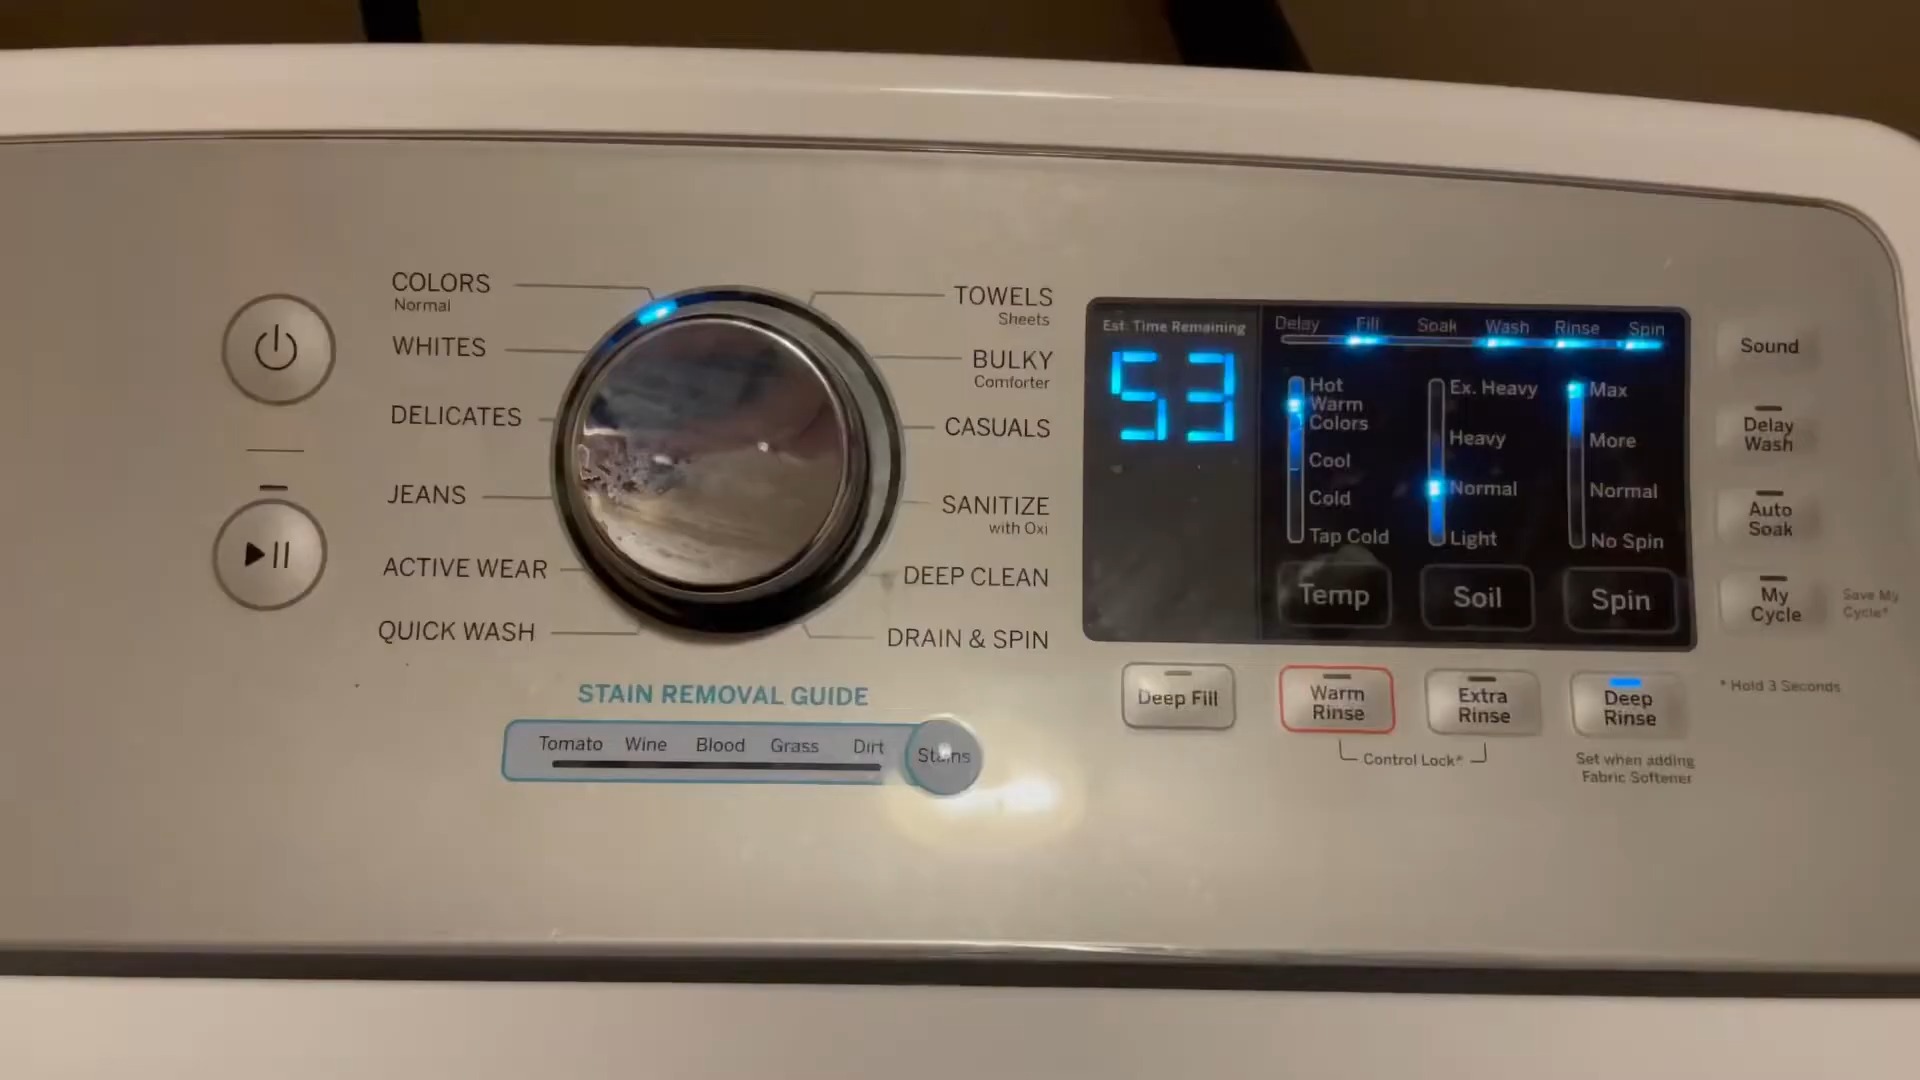 COLORS
Normal
WHITES
DELICATES
JEANS
ACTIVE WEAR
QUICK WASH
TOWELS
Sheets
BULKY
Comforter
CASUALS
SANITIZE
with Oxi
DEEP CLEAN
DRAIN & SPIN
STAIN REMOVAL GUIDE
Tomato Wine Blood Grass Dirt
Stains
Est. Time Remaining
53
Delay Fill Soak Wash Rinse Spin
Hot
Warm
Colors
Cool
Cold
Tap Cold
Temp
Ex. Heavy
Heavy
Normal
Light
Soil
Max
More
Normal
No Spin
Spin
Deep Fill
Warm
Rinse
Extra
Rinse
Control Lock*
Deep
Rinse
Set when adding
Fabric Softener
Sound
Delay
Wash
Auto
Soak
My
Cycle
Save My
Cycle*
* Hold 3 Seconds